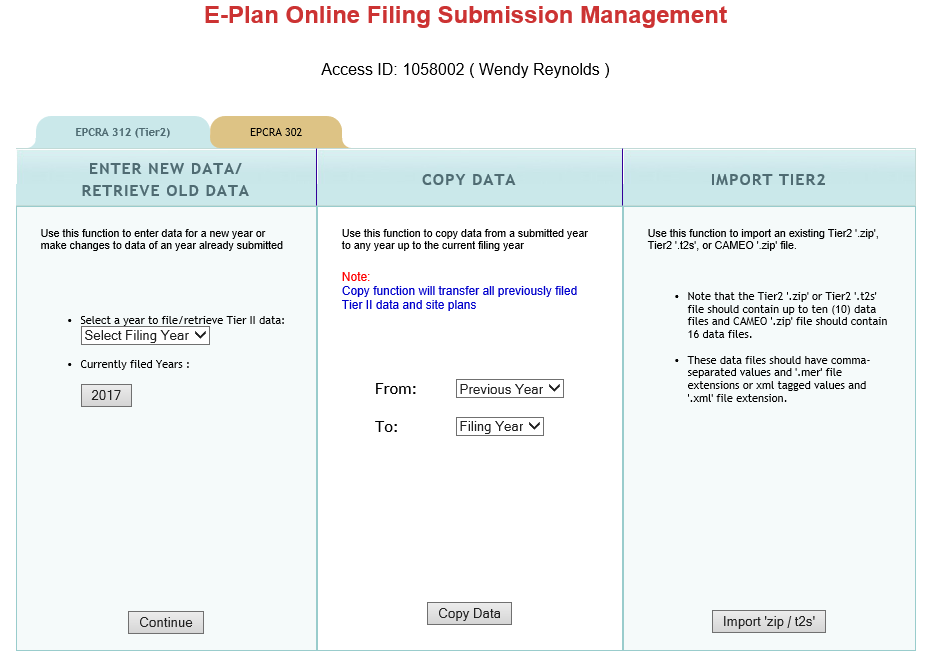 E-Plan Online Filing Submission Management
Access ID: 1058002 ( Wendy Reynolds )
EPCRA 312 (Tier2)
EPCRA 302
ENTER NEW DATA/
RETRIEVE OLD DATA
Use this function to enter data for a new year or
make changes to data of an year already submitted
• Select a year to file/retrieve Tier II data:
Select Filing Year
• Currently filed Years :
2017
Continue
COPY DATA
Use this function to copy data from a submitted year
to any year up to the current filing year
Note:
Copy function will transfer all previously filed
Tier II data and site plans
From: Previous Year
To: Filing Year
Copy Data
IMPORT TIER2
Use this function to import an existing Tier2 '.zip',
Tier2 '.t2s', or CAMEO '.zip' file.
• Note that the Tier2 '.zip' or Tier2 '.t2s'
file should contain up to ten (10) data
files and CAMEO '.zip' file should contain
16 data files.
• These data files should have comma-
separated values and '.mer' file
extensions or xml tagged values and
'.xml' file extension.
Import 'zip / t2s'